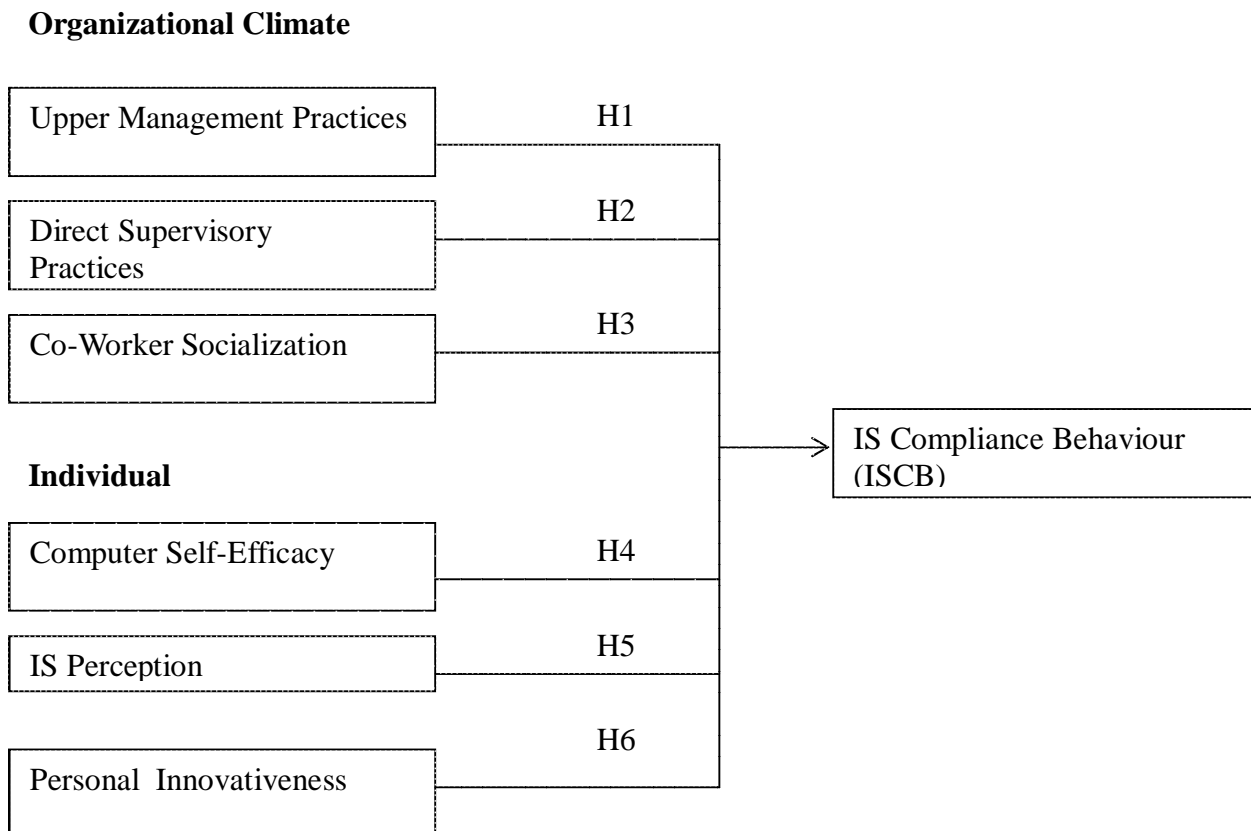 Organizational Climate
Upper Management Practices
H1
Direct Supervisory
Practices
H2
Co-Worker Socialization
H3
IS Compliance Behaviour
(ISCB)
Individual
Computer Self-Efficacy
H4
IS Perception
H5
Personal Innovativeness
H6